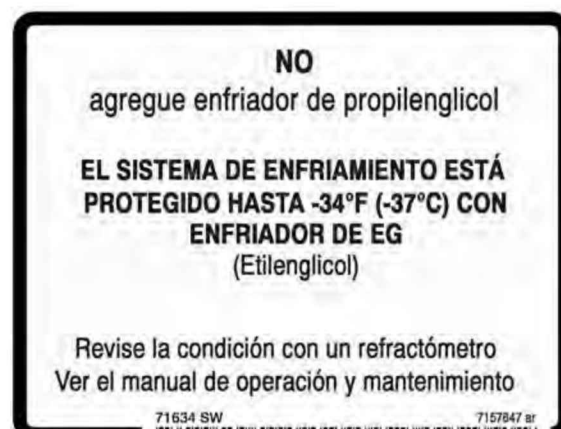 NO
agregue enfriador de propilenglicol
EL SISTEMA DE ENFRIAMIENTO ESTÁ
PROTEGIDO HASTA -34°F (-37°C) CON
ENFRIADOR DE EG
(Etilenglicol)
Revise la condición con un refractómetro
Ver el manual de operación y mantenimiento
71634 SW 7157847 ar